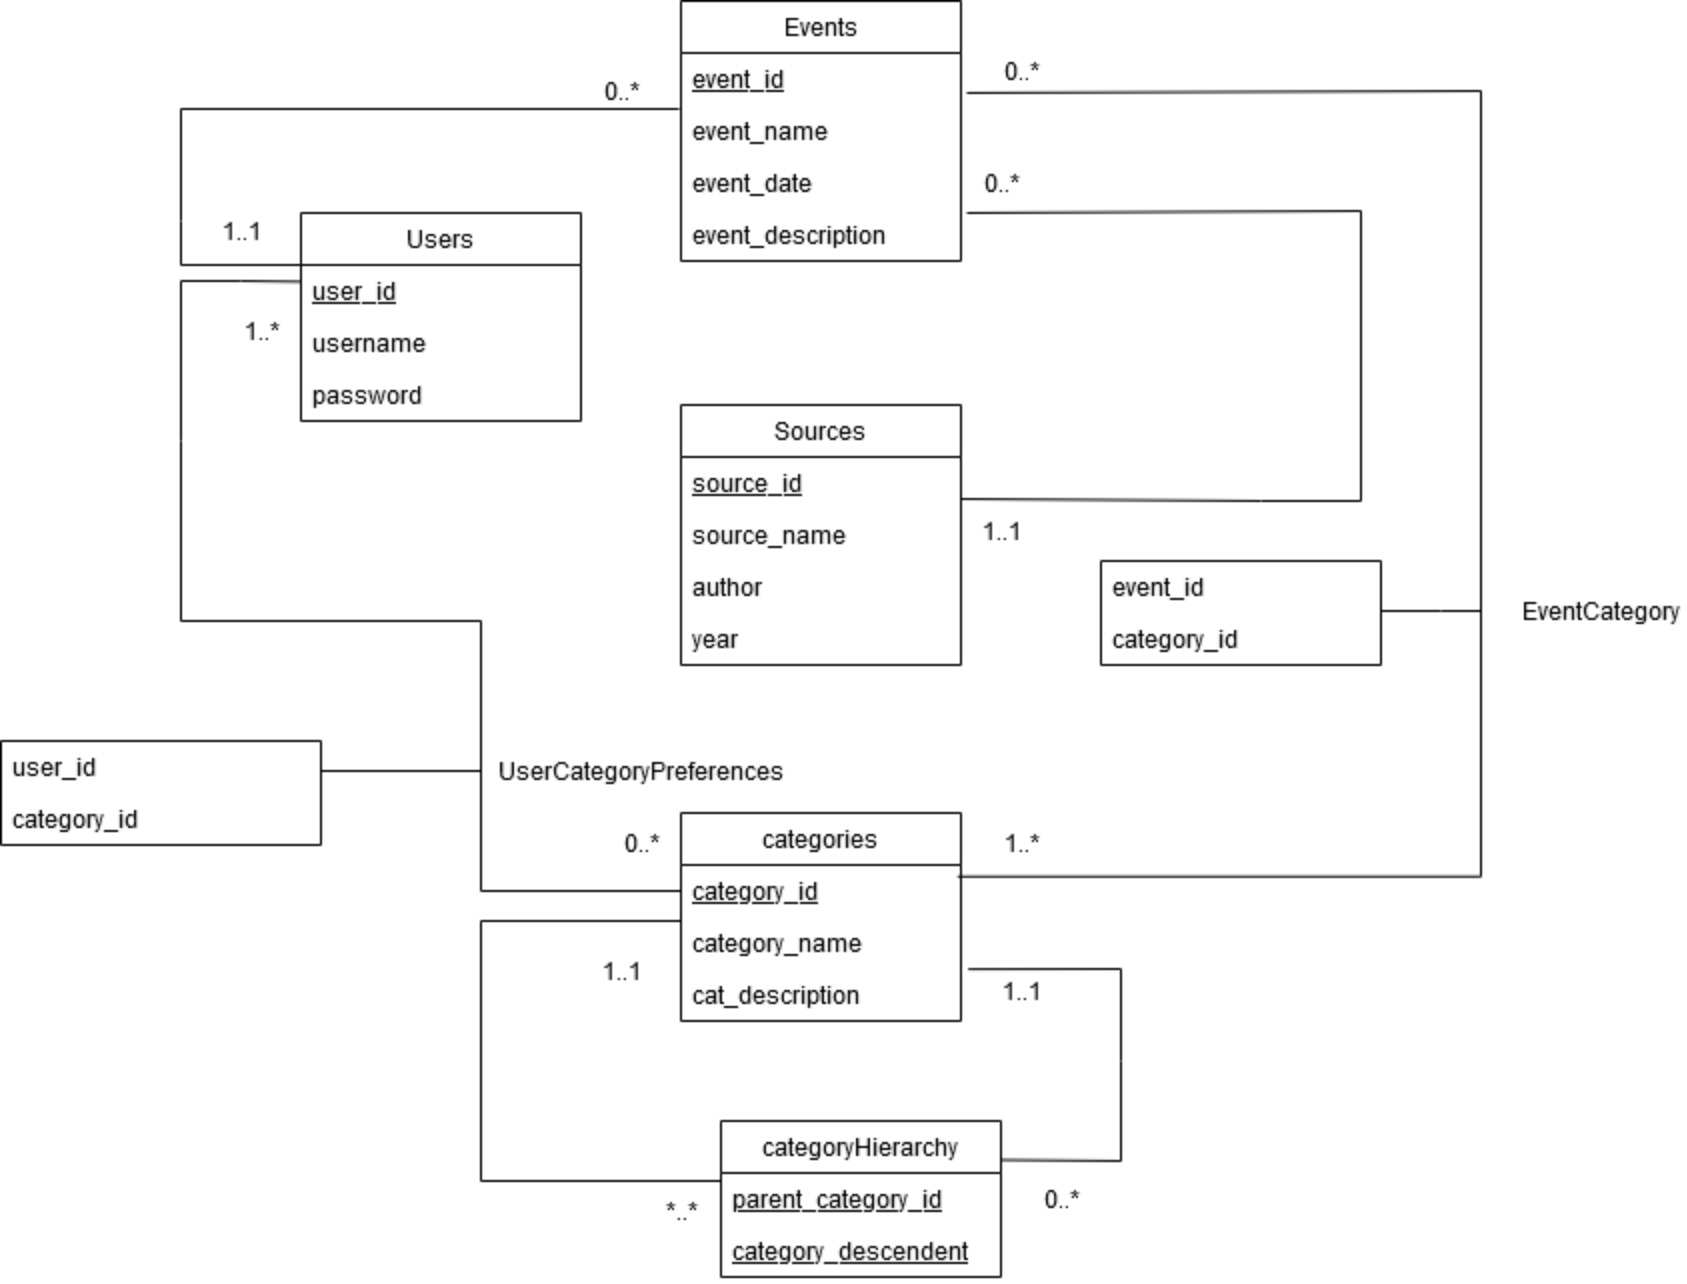 Events
event_id
event_name
event_date
event_description
0..*
0..*
0..*
1..1
Users
user_id
username
password
1..*
Sources
source_id
source_name
author
year
1..1
event_id
category_id
EventCategory
user_id
category_id
UserCategoryPreferences
0..*
categories
category_id
category_name
cat_description
1..*
1..1
1..1
categoryHierarchy
parent_category_id
category_descendent
*..*
0..*